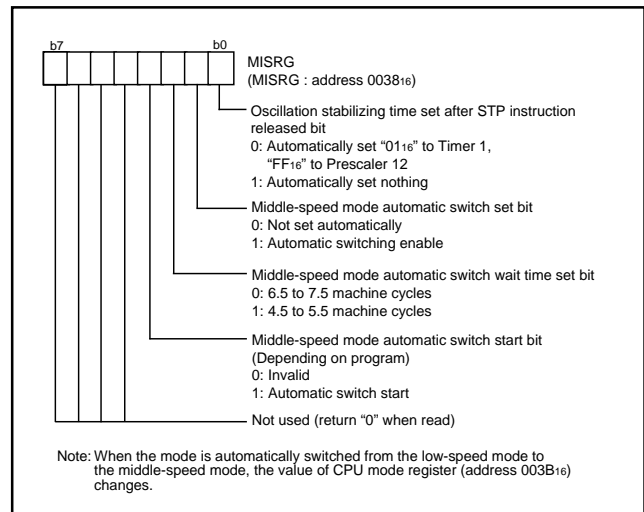 b7 b0
MISRG
(MISRG : address 003816)
Oscillation stabilizing time set after STP instruction
released bit
0: Automatically set “0116” to Timer 1,
“FF16” to Prescaler 12
1: Automatically set nothing
Middle-speed mode automatic switch set bit
0: Not set automatically
1: Automatic switching enable
Middle-speed mode automatic switch wait time set bit
0: 6.5 to 7.5 machine cycles
1: 4.5 to 5.5 machine cycles
Middle-speed mode automatic switch start bit
(Depending on program)
0: Invalid
1: Automatic switch start
Not used (return “0” when read)
Note: When the mode is automatically switched from the low-speed mode to
the middle-speed mode, the value of CPU mode register (address 003B16)
changes.